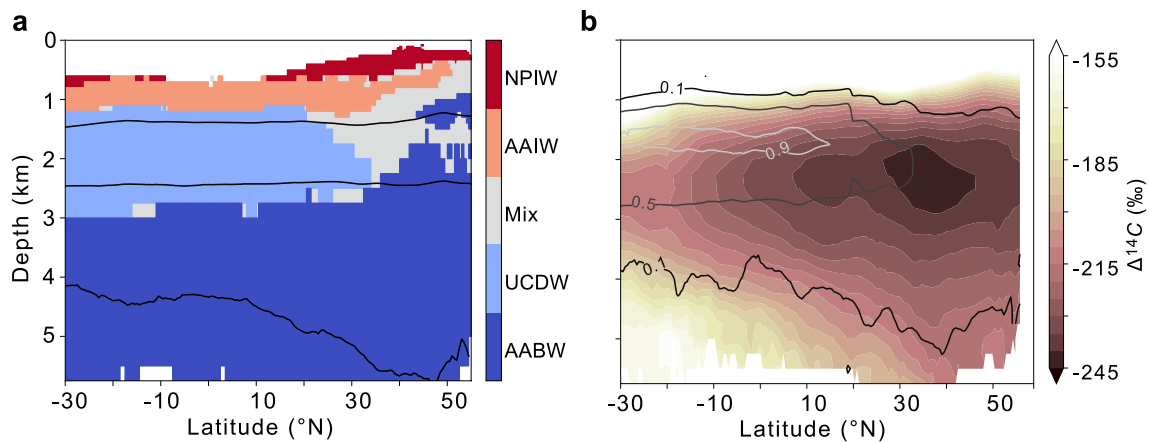 a
0
1
2
3
4
5
Depth (km)
-30
-10
10
30
50
Latitude (°N)
NPIW
AAIW
Mix
UCDW
AABW
b
0.1
0.9
0.5
0.1
-30
-10
10
30
50
Latitude (°N)
-155
-185
-215
-245
Δ¹⁴C (‰)